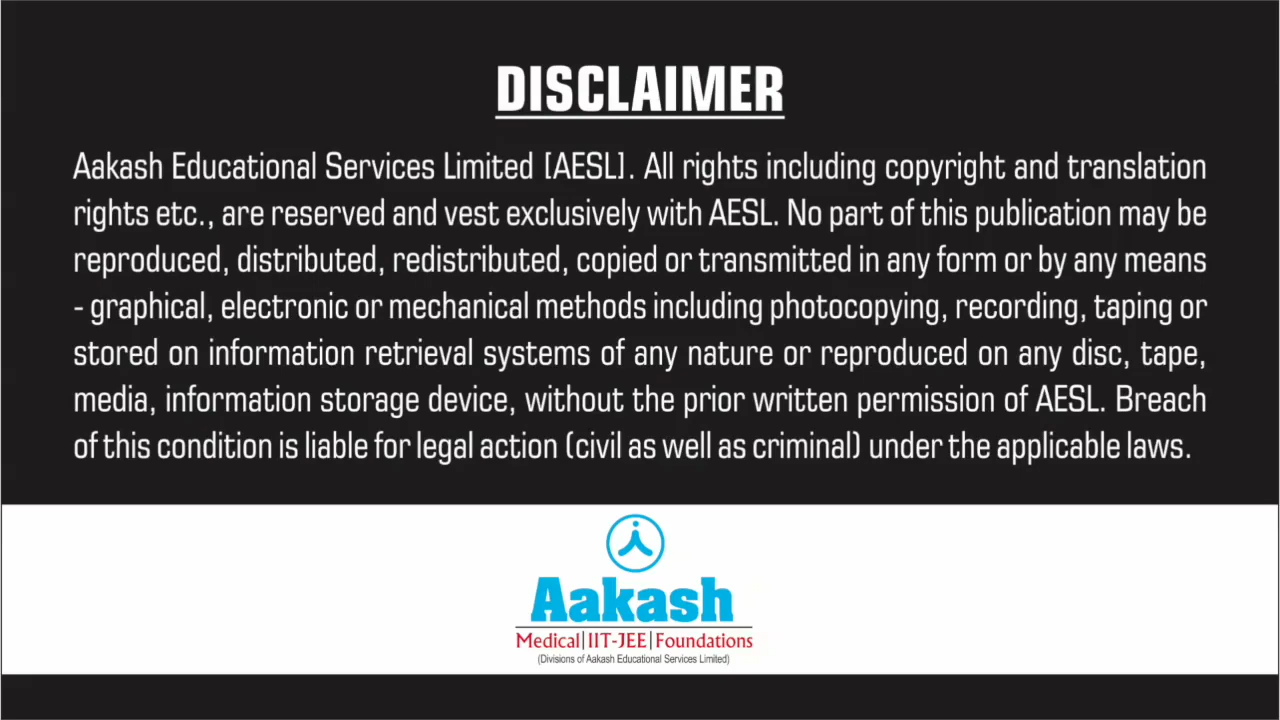 DISCLAIMER
Aakash Educational Services Limited [AESL]. All rights including copyright and translation
rights etc., are reserved and vest exclusively with AESL. No part of this publication may be
reproduced, distributed, redistributed, copied or transmitted in any form or by any means
- graphical, electronic or mechanical methods including photocopying, recording, taping or
stored on information retrieval systems of any nature or reproduced on any disc, tape,
media, information storage device, without the prior written permission of AESL. Breach
of this condition is liable for legal action (civil as well as criminal) under the applicable laws.
Aakash
Medical|IIT-JEE|Foundations
(Divisions of Aakash Educational Services Limited)